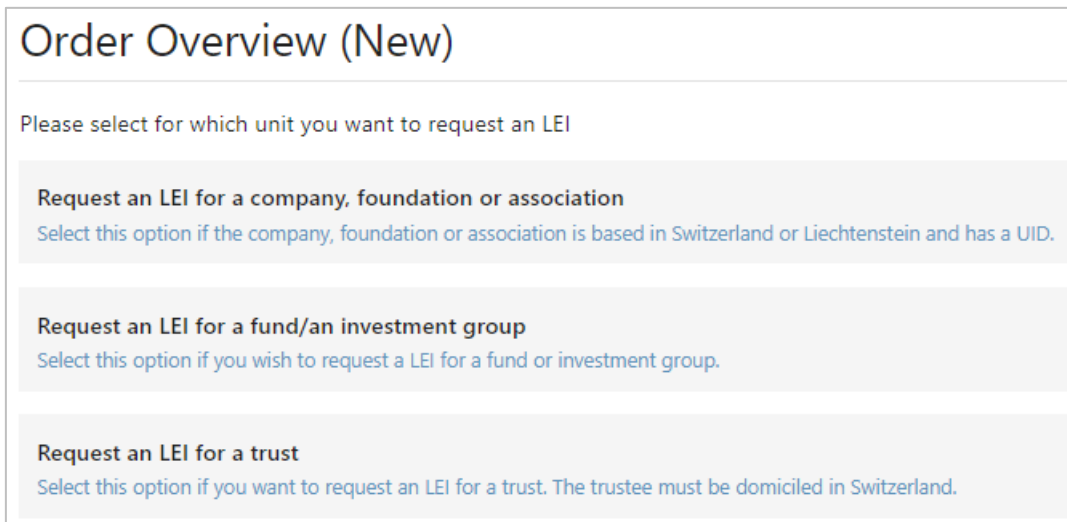 Order Overview (New)
Please select for which unit you want to request an LEI
Request an LEI for a company, foundation or association
Select this option if the company, foundation or association is based in Switzerland or Liechtenstein and has a UID.
Request an LEI for a fund/an investment group
Select this option if you wish to request a LEI for a fund or investment group.
Request an LEI for a trust
Select this option if you want to request an LEI for a trust. The trustee must be domiciled in Switzerland.